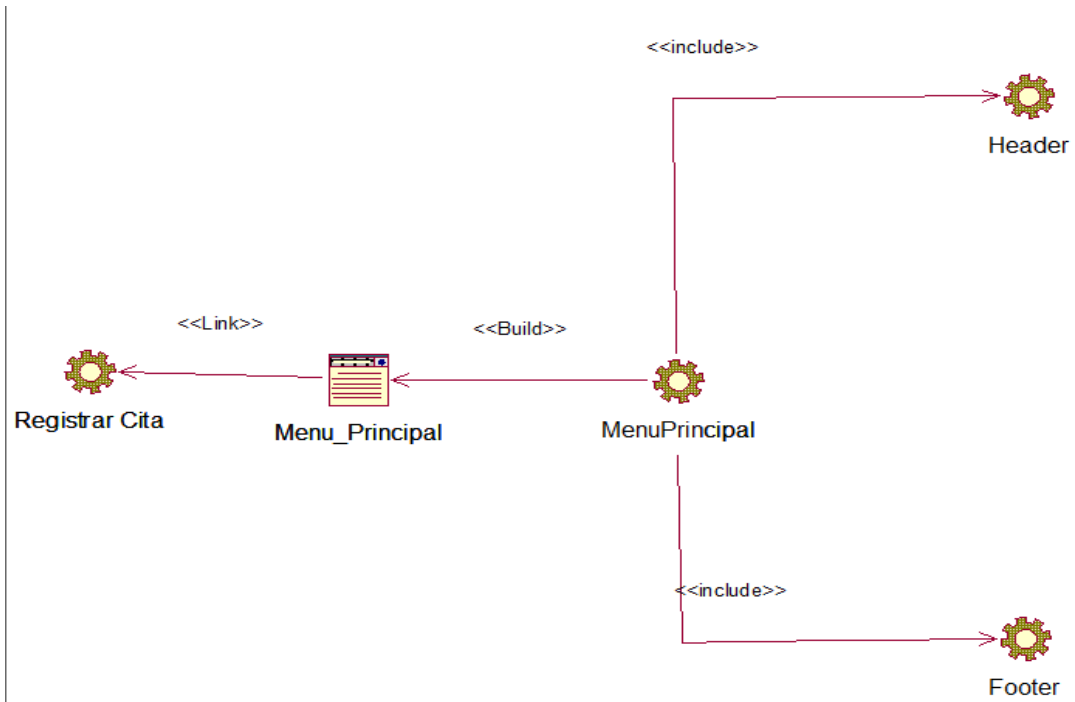 <<include>>
Header
<<Link>>
<<Build>>
Registrar Cita
Menu_Principal
MenuPrincipal
<<include>>
Footer